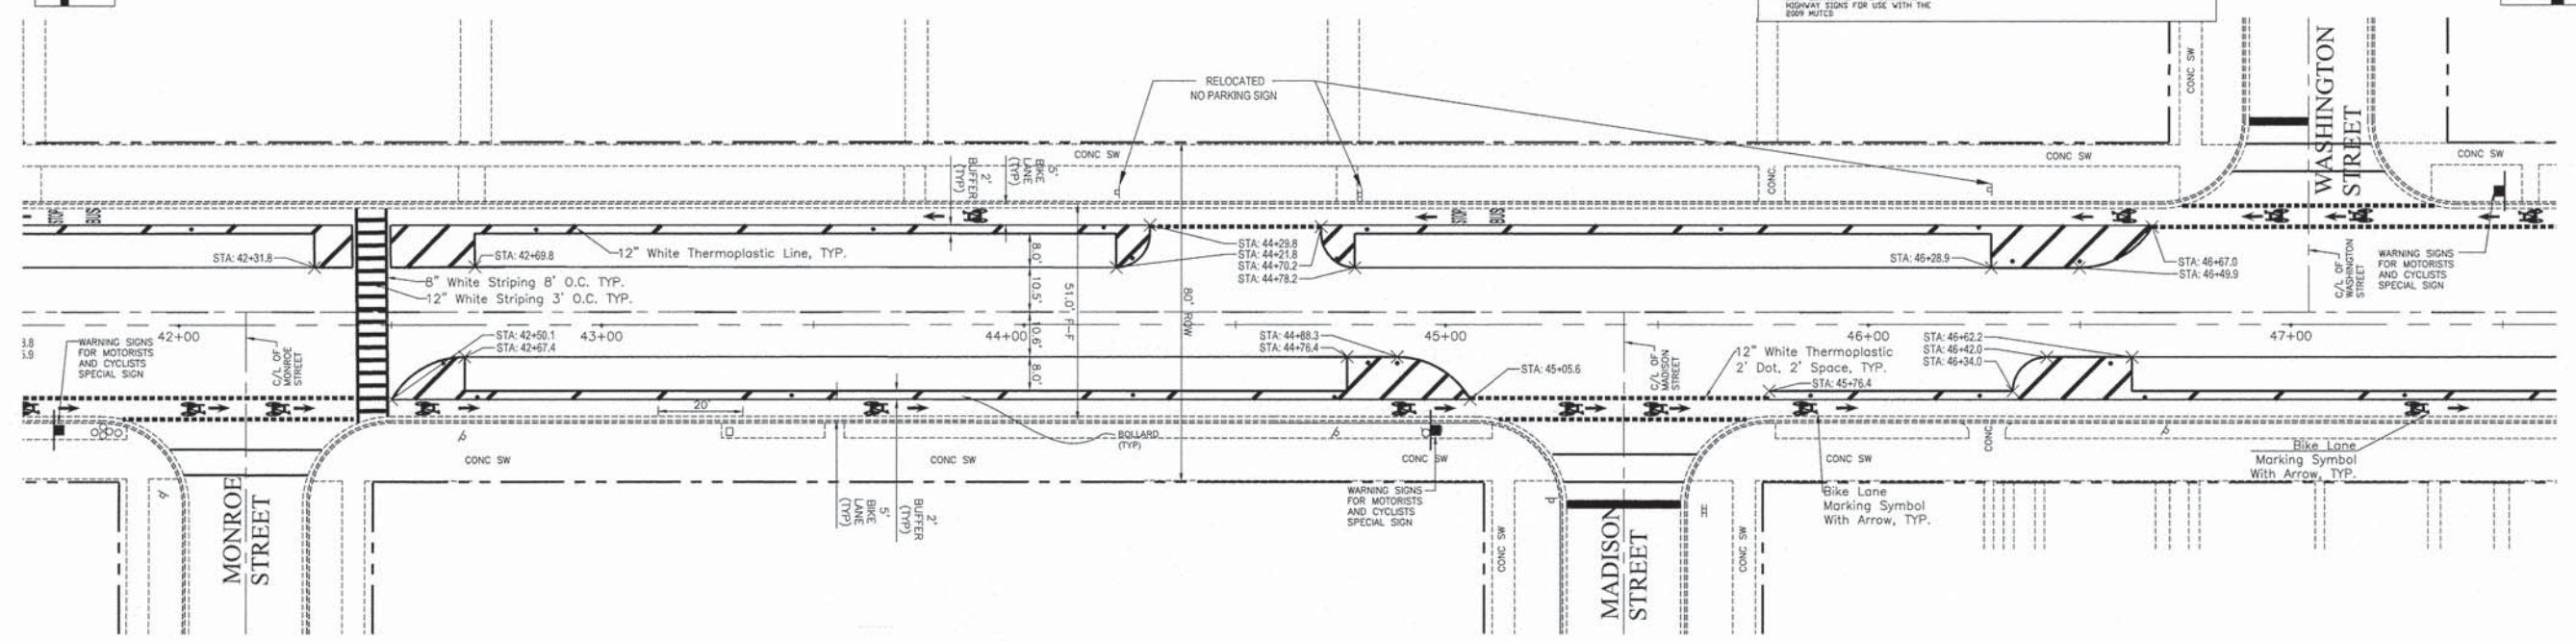 HIGHWAY SIGNS FOR USE WITH THE
2009 MUTCD
RELOCATED
NO PARKING SIGN
CONC SW
WASHINGTON
STREET
CONC SW
CONC SW
CONC SW
CONC.
2'
BUFFER
(TYP)
5'
BIKE
LANE
(TYP)
STOP
BUS
STOP
BUS
STA: 42+31.8
STA: 42+69.8
12" White Thermoplastic Line, TYP.
8" White Striping 8' O.C. TYP.
12" White Striping 3' O.C. TYP.
8.0'
10.5'
10.6'
8.0'
51.0' F-F
80' ROW
STA: 44+29.8
STA: 44+21.8
STA: 44+70.2
STA: 44+78.2
STA: 46+28.9
STA: 46+67.0
STA: 46+49.9
C/L OF
WASHINGTON
STREET
WARNING SIGNS
FOR MOTORISTS
AND CYCLISTS
SPECIAL SIGN
42+00
43+00
44+00
45+00
46+00
47+00
3.8
5.9
WARNING SIGNS
FOR MOTORISTS
AND CYCLISTS
SPECIAL SIGN
C/L OF
MONROE
STREET
STA: 42+50.1
STA: 42+67.4
STA: 44+88.3
STA: 44+76.4
STA: 45+05.6
C/L OF
MADISON
STREET
12" White Thermoplastic
2' Dot, 2' Space, TYP.
STA: 45+76.4
STA: 46+62.2
STA: 46+42.0
STA: 46+34.0
20'
BOLLARD
(TYP)
CONC SW
CONC SW
CONC SW
CONC SW
CONC
5'
BIKE
LANE
(TYP)
2'
BUFFER
(TYP)
WARNING SIGNS
FOR MOTORISTS
AND CYCLISTS
SPECIAL SIGN
Bike Lane
Marking Symbol
With Arrow, TYP.
Bike Lane
Marking Symbol
With Arrow, TYP.
MONROE
STREET
CONC SW
MADISON
STREET
CONC SW